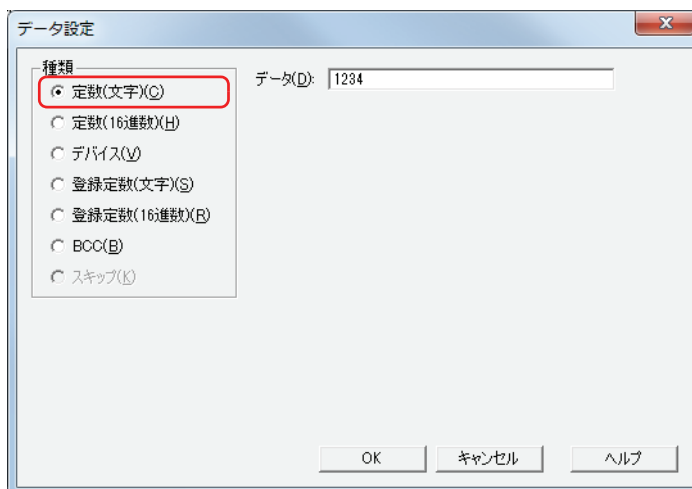 データ設定
種類
定数(文字)(C)
定数(16進数)(H)
デバイス(V)
登録定数(文字)(S)
登録定数(16進数)(R)
BCC(B)
スキップ(K)
データ(D): 1234
OK キャンセル ヘルプ